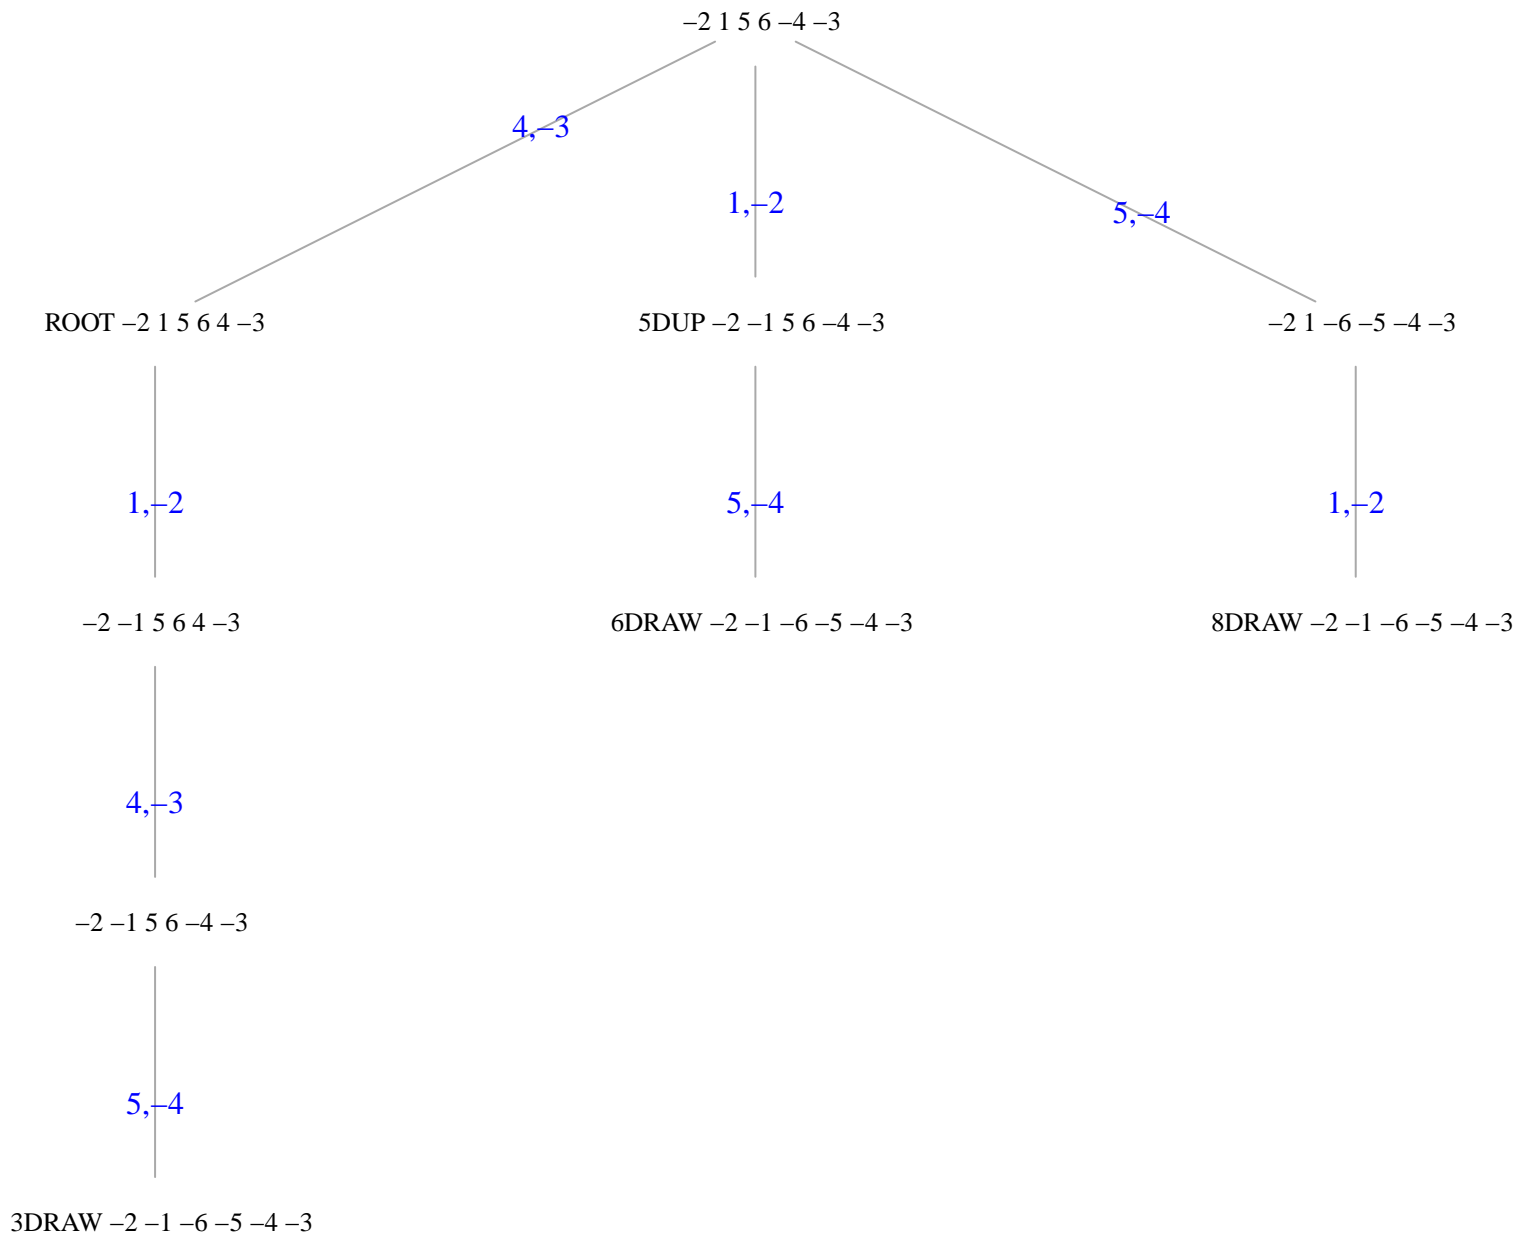 –2 1 5 6 –4 –3
4,–3
1,–2
5,–4
ROOT –2 1 5 6 4 –3
5DUP –2 –1 5 6 –4 –3
–2 1 –6 –5 –4 –3
1,–2
5,–4
1,–2
–2 –1 5 6 4 –3
6DRAW –2 –1 –6 –5 –4 –3
8DRAW –2 –1 –6 –5 –4 –3
4,–3
–2 –1 5 6 –4 –3
5,–4
3DRAW –2 –1 –6 –5 –4 –3